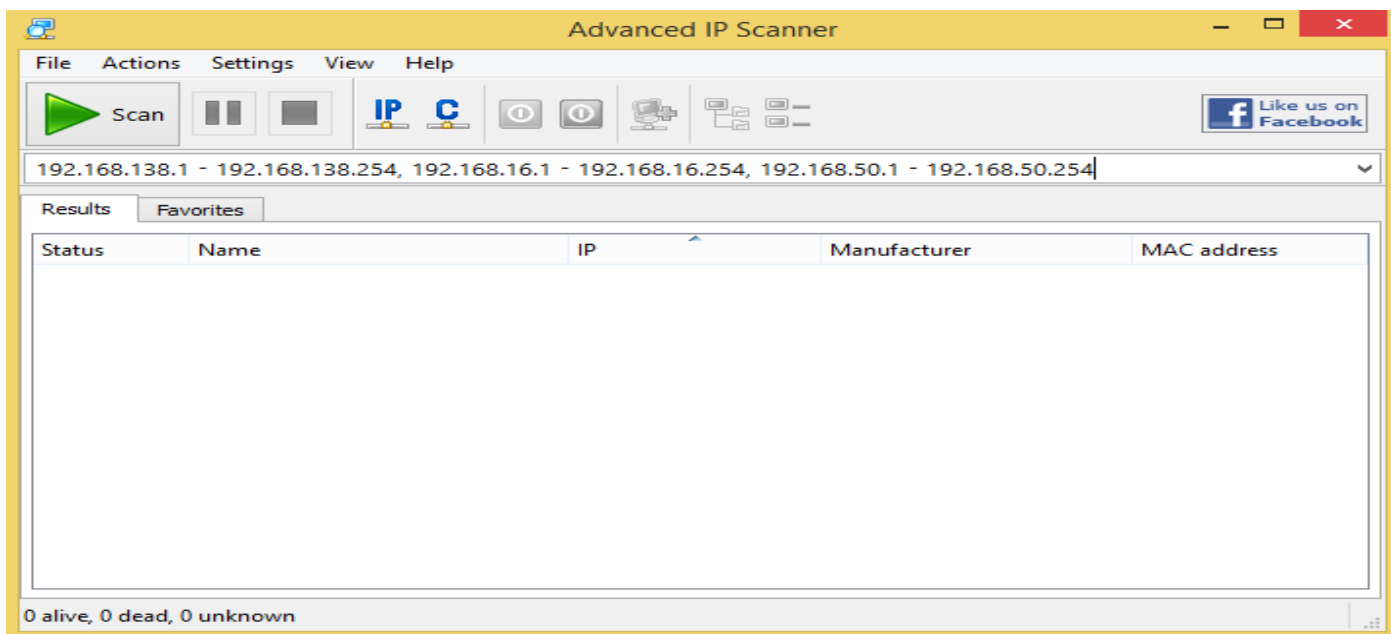 Advanced IP Scanner
File Actions Settings View Help
Scan IP C Like us on
Facebook
192.168.138.1 - 192.168.138.254, 192.168.16.1 - 192.168.16.254, 192.168.50.1 - 192.168.50.254
Results Favorites
Status Name IP Manufacturer MAC address
0 alive, 0 dead, 0 unknown